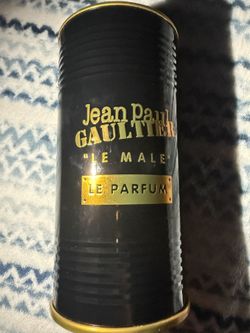 Jean Paul
GAULTIER
"LE MALE"
LE PARFUM